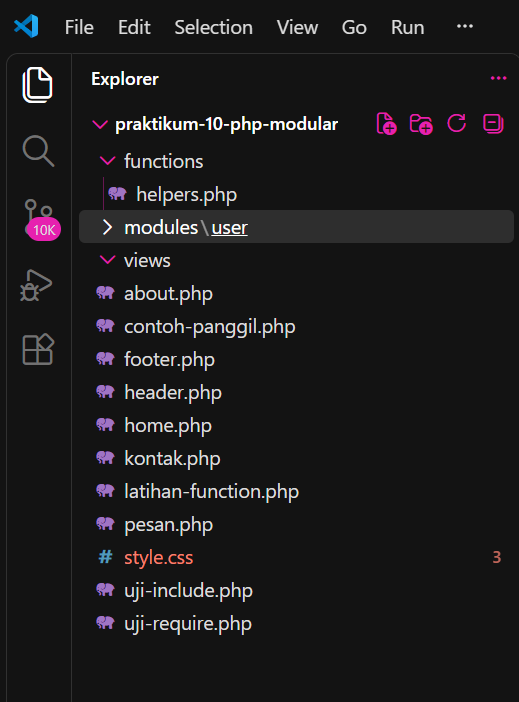 File Edit Selection View Go Run ...
Explorer ...
praktikum-10-php-modular
functions
helpers.php
modules\user
10K
views
about.php
contoh-panggil.php
footer.php
header.php
home.php
kontak.php
latihan-function.php
pesan.php
# style.css 3
uji-include.php
uji-require.php